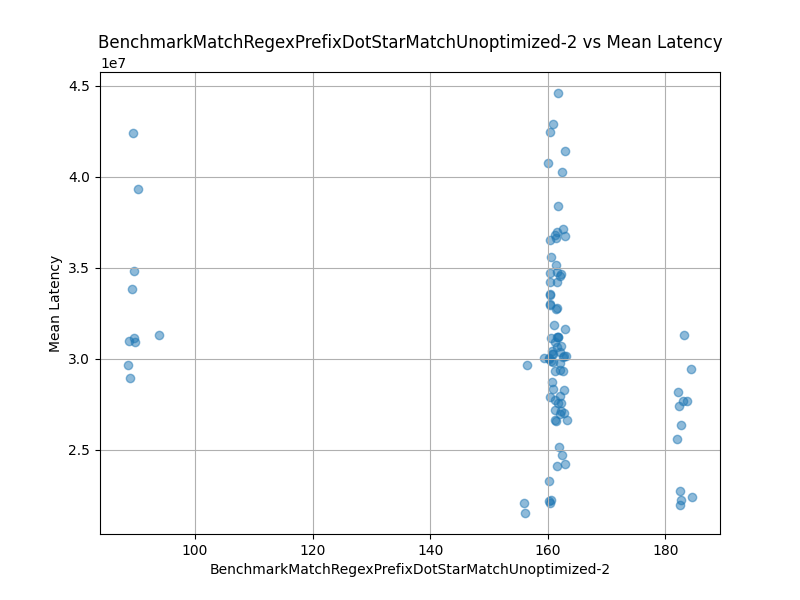 BenchmarkMatchRegexPrefixDotStarMatchUnoptimized-2 vs Mean Latency
1e7
4.5
4.0
3.5
3.0
2.5
Mean Latency
100
120
140
160
180
BenchmarkMatchRegexPrefixDotStarMatchUnoptimized-2